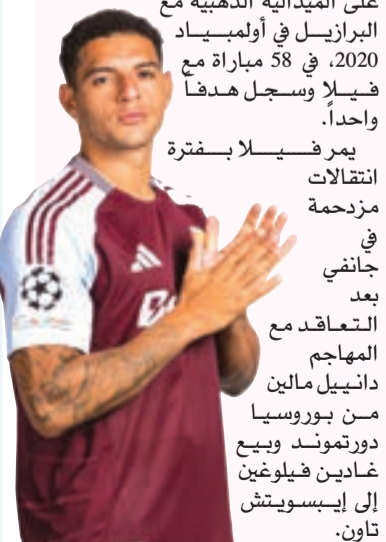 على الميدالية الذهبية مع
البرازيل في أولمبياد
2020، في 58 مباراة مع
فيلا وسجل هدفاً
واحداً.
يمر فيلا بفترة
انتقالات
مزدحمة
في
جانفي
بعد
التعاقد مع
المهاجم
دانييل مالين
من بوروسيا
دورتموند وبيع
غادين فيلوغين
إلى إيبسويتش
تاون.